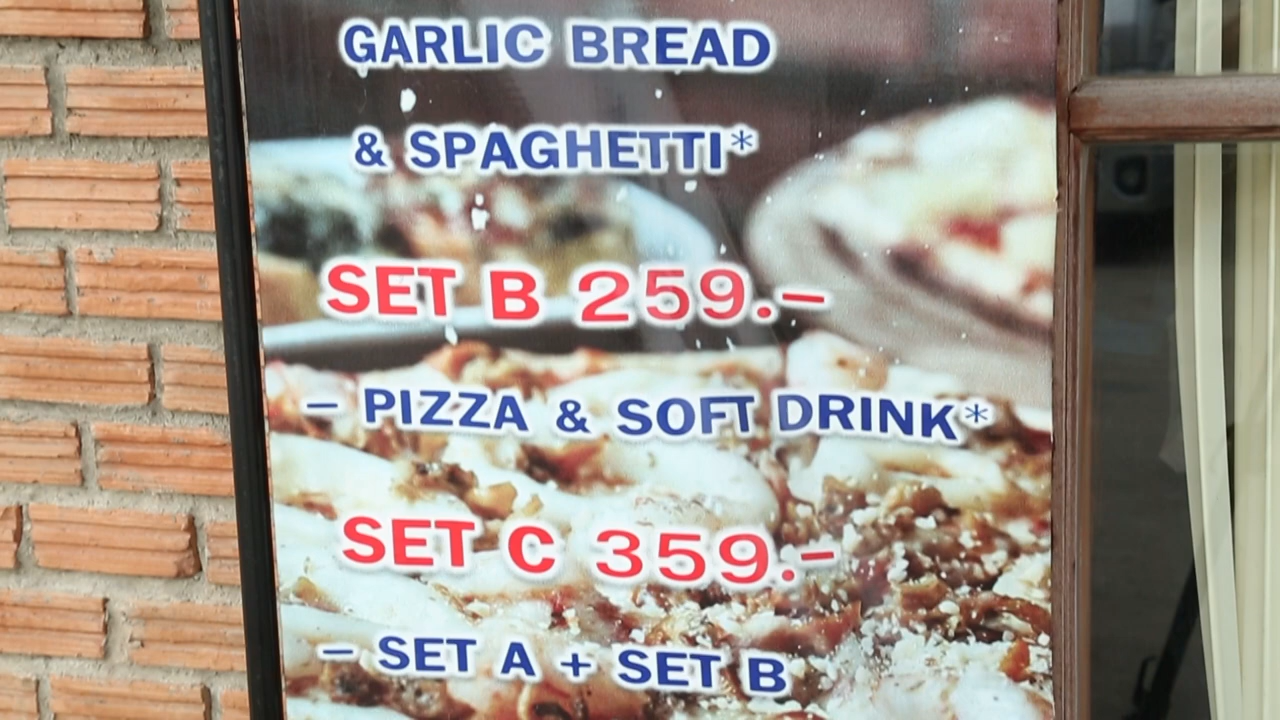 GARLIC BREAD
& SPAGHETTI*
SET B 259.–
– PIZZA & SOFT DRINK*
SET C 359.–
– SET A + SET B